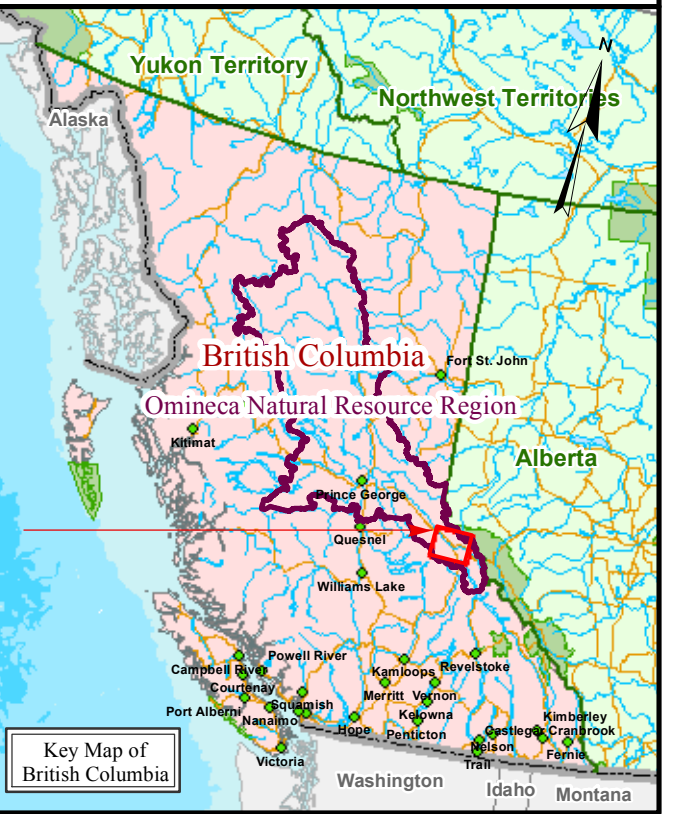 N
Yukon Territory
Northwest Territories
Alaska
British Columbia
Fort St. John
Omineca Natural Resource Region
Kitimat
Alberta
Prince George
Quesnel
Williams Lake
Powell River
Campbell River
Kamloops
Revelstoke
Courtenay
Merritt
Vernon
Squamish
Port Alberni
Nanaimo
Kelowna
Kimberley
Hope
Penticton
Castlegar
Cranbrook
Nelson
Fernie
Victoria
Trail
Key Map of
British Columbia
Washington
Idaho
Montana